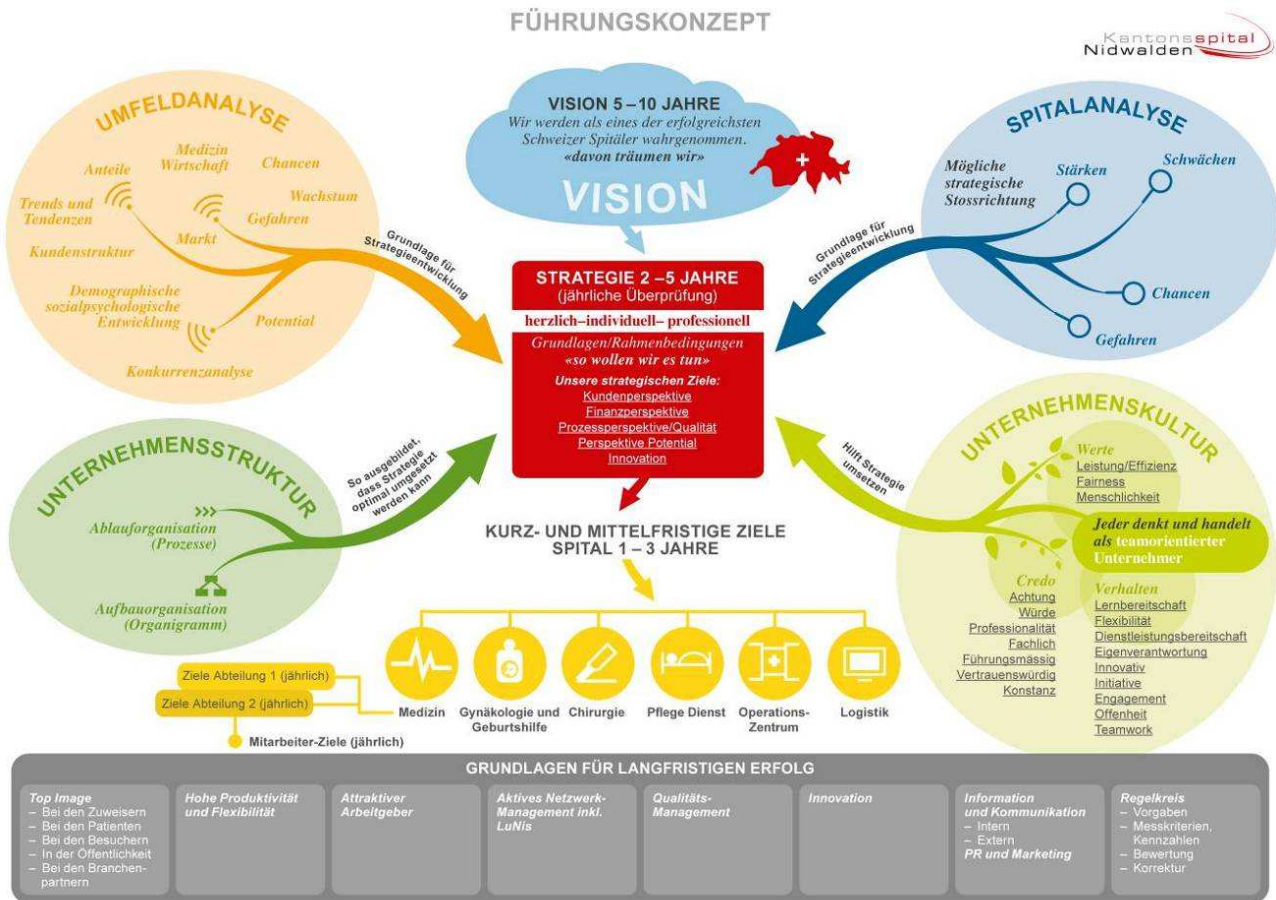 FÜHRUNGSKONZEPT
Kantonsspital
Nidwalden
UMFELDANALYSE
Anteile
Medizin
Wirtschaft
Chancen
Wachstum
Trends und
Tendenzen
Gefahren
Markt
Kundenstruktur
Demographische
sozialpsychologische
Entwicklung
Potential
Konkurrenzanalyse
Grundlage für
Strategieentwicklung
VISION 5 – 10 JAHRE
Wir werden als eines der erfolgreichsten
Schweizer Spitäler wahrgenommen.
«davon träumen wir»
VISION
SPITALANALYSE
Mögliche
strategische
Stossrichtung
Stärken
Schwächen
Chancen
Gefahren
Grundlage für
Strategieentwicklung
STRATEGIE 2 –5 JAHRE
(jährliche Überprüfung)
herzlich–individuell– professionell
Grundlagen/Rahmenbedingungen
«so wollen wir es tun»
Unsere strategischen Ziele:
Kundenperspektive
Finanzperspektive
Prozessperspektive/Qualität
Perspektive Potential
Innovation
UNTERNEHMENSSTRUKTUR
Ablauforganisation
(Prozesse)
Aufbauorganisation
(Organigramm)
So ausgebildet,
dass Strategie
optimal umgesetzt
werden kann
UNTERNEHMENSKULTUR
Hilft Strategie
umsetzen
Werte
Leistung/Effizienz
Fairness
Menschlichkeit
Jeder denkt und handelt
als teamorientierter
Unternehmer
Credo
Achtung
Würde
Professionalität
Fachlich
Führungsmässig
Vertrauenswürdig
Konstanz
Verhalten
Lernbereitschaft
Flexibilität
Dienstleistungsbereitschaft
Eigenverantwortung
Innovativ
Initiative
Engagement
Offenheit
Teamwork
KURZ- UND MITTELFRISTIGE ZIELE
SPITAL 1 – 3 JAHRE
Medizin
Gynäkologie und
Geburtshilfe
Chirurgie
Pflege Dienst
Operations-
Zentrum
Logistik
Ziele Abteilung 1 (jährlich)
Ziele Abteilung 2 (jährlich)
Mitarbeiter-Ziele (jährlich)
GRUNDLAGEN FÜR LANGFRISTIGEN ERFOLG
Top Image
– Bei den Zuweisern
– Bei den Patienten
– Bei den Besuchern
– In der Öffentlichkeit
– Bei den Branchen-
partnern
Hohe Produktivität
und Flexibilität
Attraktiver
Arbeitgeber
Aktives Netzwerk-
Management inkl.
LuNis
Qualitäts-
Management
Innovation
Information
und Kommunikation
– Intern
– Extern
PR und Marketing
Regelkreis
– Vorgaben
– Messkriterien,
Kennzahlen
– Bewertung
– Korrektur